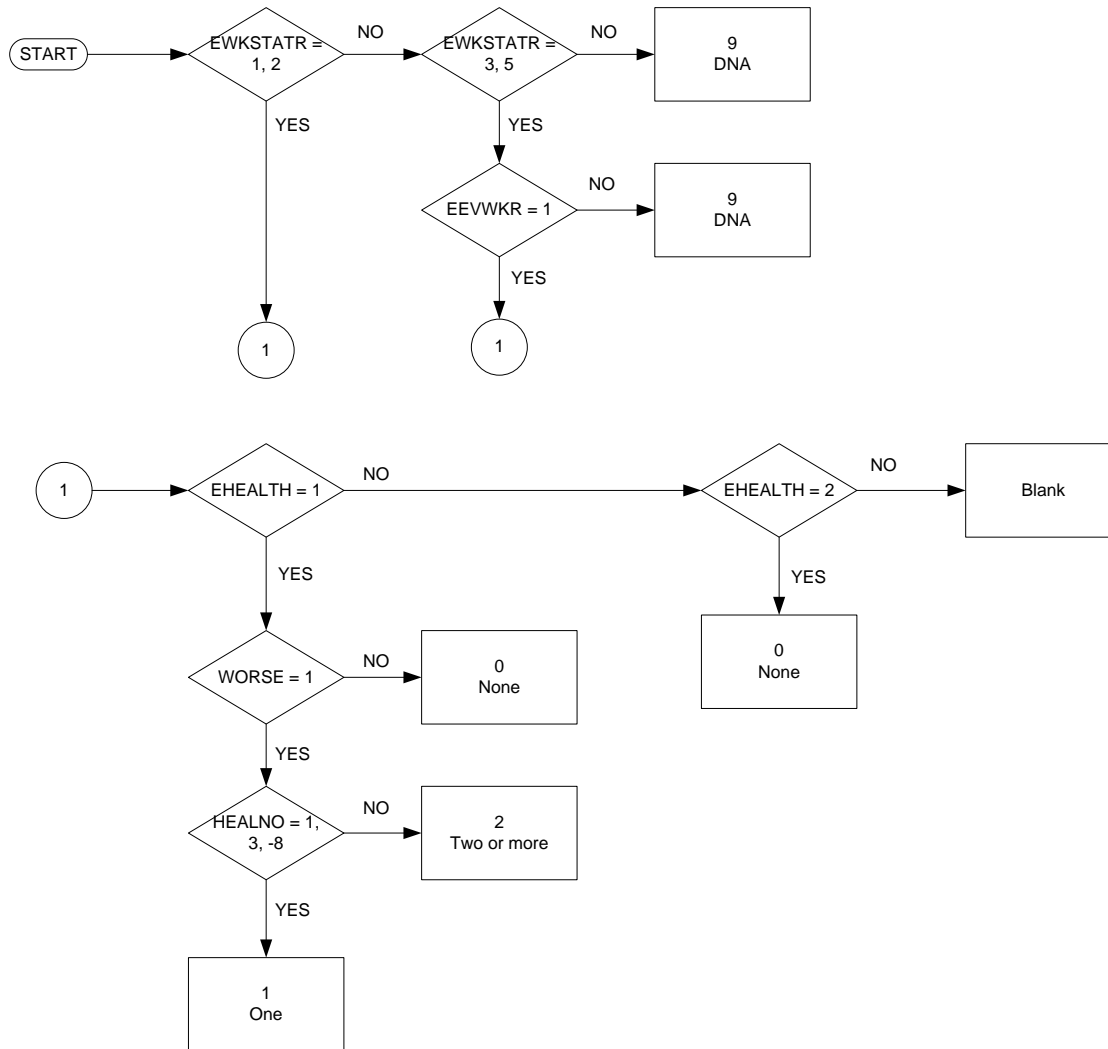 START
EWKSTATR =
1, 2
NO
EWKSTATR =
3, 5
NO
9
DNA
YES
YES
EEVWKR = 1
NO
9
DNA
YES
1
1
1
EHEALTH = 1
NO
EHEALTH = 2
NO
Blank
YES
YES
WORSE = 1
NO
0
None
0
None
YES
HEALNO = 1,
3, -8
NO
2
Two or more
YES
1
One